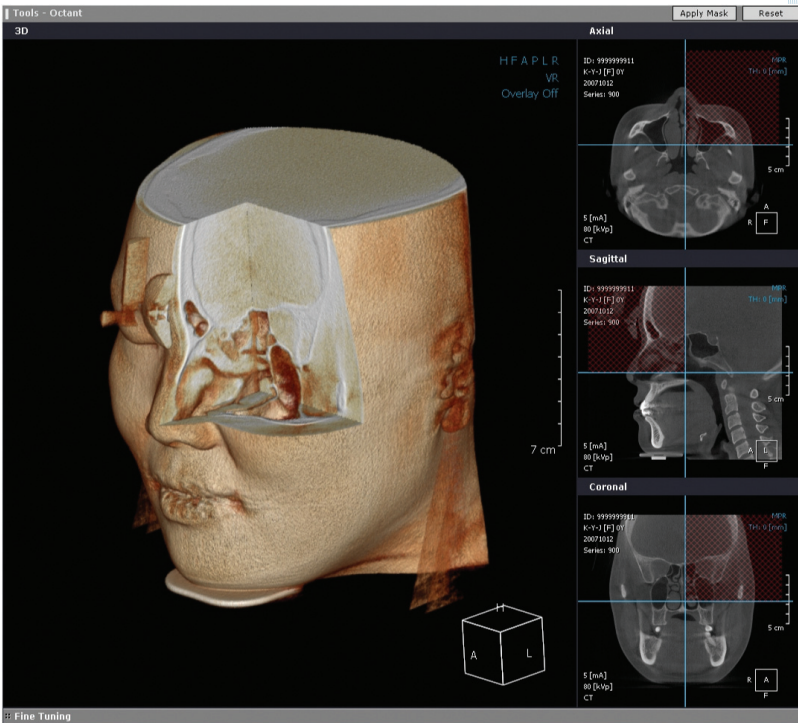 Tools - Octant
Apply Mask
Reset
3D
H F A P L R
VR
Overlay Off
7 cm
H
A
L
Axial
ID: 9999999911
K-Y-J [F] 0Y
20071012
Series: 900
MPR
TH: 0 [mm]
5 cm
5 [mA]
80 [kVp]
CT
A
R
F
Sagittal
ID: 9999999911
K-Y-J [F] 0Y
20071012
Series: 900
MPR
TH: 0 [mm]
5 cm
5 [mA]
80 [kVp]
CT
A
L
F
Coronal
ID: 9999999911
K-Y-J [F] 0Y
20071012
Series: 900
MPR
TH: 0 [mm]
5 cm
5 [mA]
80 [kVp]
CT
R
A
F
Fine Tuning